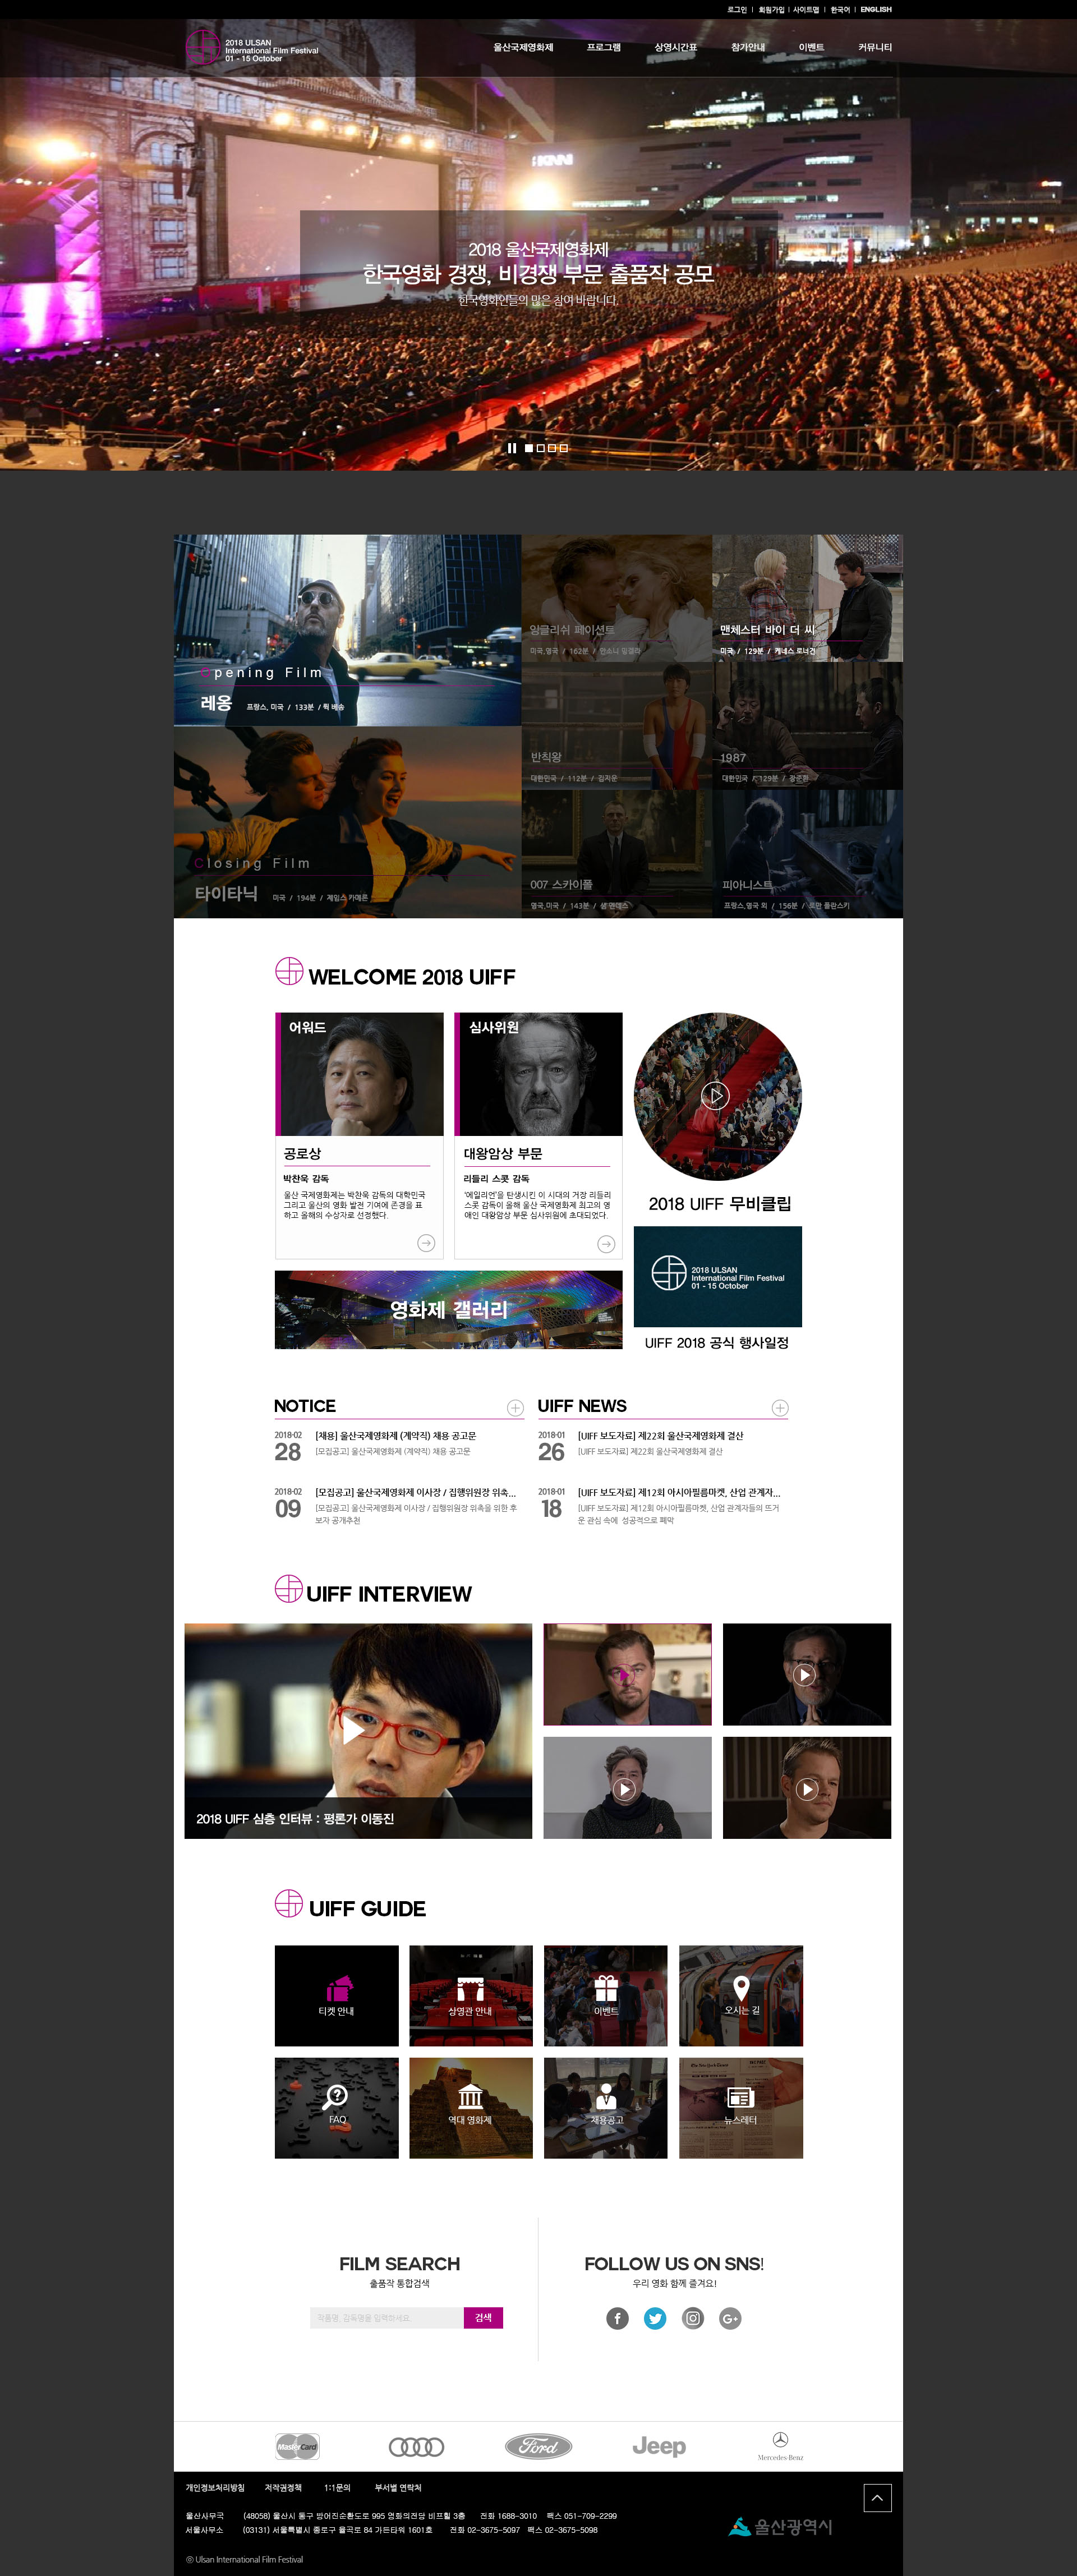 로그인 | 회원가입 | 사이트맵 | 한국어 | ENGLISH
2018 ULSAN
International Film Festival
01 - 15 October
울산국제영화제 프로그램 상영시간표 참가안내 이벤트 커뮤니티
2018 울산국제영화제
한국영화 경쟁, 비경쟁 부문 출품작 공모
한국영화인들의 많은 참여 바랍니다.
Opening Film
레옹 프랑스, 미국 / 133분 / 뤽 베송
잉글리쉬 페이션트
미국,영국 / 162분 / 안소니 밍겔라
맨체스터 바이 더 씨
미국 / 129분 / 케네스 로너건
반칙왕
대한민국 / 112분 / 김지운
1987
대한민국 / 129분 / 장준환
Closing Film
타이타닉 미국 / 194분 / 제임스 카메론
007 스카이폴
영국,미국 / 143분 / 샘 멘데스
피아니스트
프랑스,영국 외 / 156분 / 로만 폴란스키
WELCOME 2018 UIFF
어워드
공로상
박찬욱 감독
울산 국제영화제는 박찬욱 감독의 대학민국
그리고 울산의 영화 발전 기여에 존경을 표
하고 올해의 수상자로 선정했다.
심사위원
대왕암상 부문
리들리 스콧 감독
'에일리언'을 탄생시킨 이 시대의 거장 리들리
스콧 감독이 올해 울산 국제영화제 최고의 영
애인 대왕암상 부문 심사위원에 초대되었다.
2018 UIFF 무비클립
2018 ULSAN
International Film Festival
01 - 15 October
UIFF 2018 공식 행사일정
영화제 갤러리
NOTICE
2018-02
28
[채용] 울산국제영화제 (계약직) 채용 공고문
[모집공고] 울산국제영화제 (계약직) 채용 공고문
2018-02
09
[모집공고] 울산국제영화제 이사장 / 집행위원장 위촉...
[모집공고] 울산국제영화제 이사장 / 집행위원장 위촉을 위한 후
보자 공개추천
UIFF NEWS
2018-01
26
[UIFF 보도자료] 제22회 울산국제영화제 결산
[UIFF 보도자료] 제22회 울산국제영화제 결산
2018-01
18
[UIFF 보도자료] 제12회 아시아필름마켓, 산업 관계자...
[UIFF 보도자료] 제12회 아시아필름마켓, 산업 관계자들의 뜨거
운 관심 속에 성공적으로 폐막
UIFF INTERVIEW
2018 UIFF 심층 인터뷰 : 평론가 이동진
UIFF GUIDE
티켓 안내
상영관 안내
이벤트
오시는 길
FAQ
역대 영화제
채용공고
뉴스레터
FILM SEARCH
출품작 통합검색
작품명, 감독명을 입력하세요.
검색
FOLLOW US ON SNS!
우리 영화 함께 즐겨요!
MasterCard
Ford
Jeep
Mercedes-Benz
개인정보처리방침 저작권정책 1:1문의 부서별 연락처
울산사무국 (48058) 울산시 동구 방어진순환도로 995 영화의전당 비프힐 3층 전화 1688-3010 팩스 051-709-2299
서울사무소 (03131) 서울특별시 종로구 율곡로 84 가든타워 1601호 전화 02-3675-5097 팩스 02-3675-5098
ⓒ Ulsan International Film Festival
울산광역시